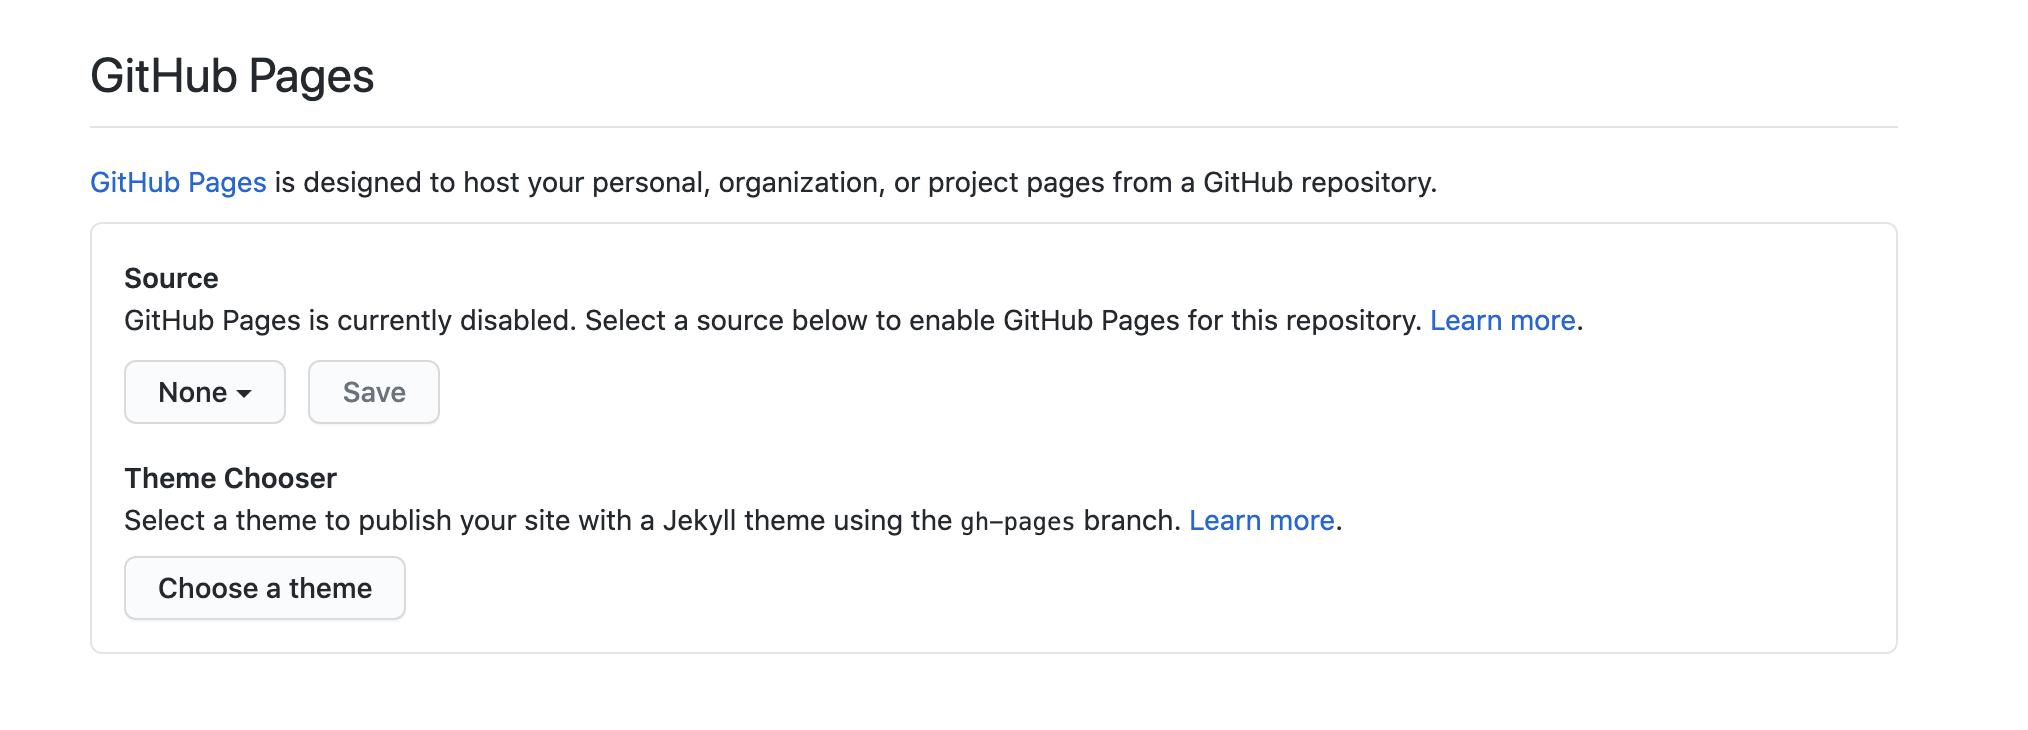 GitHub Pages
GitHub Pages is designed to host your personal, organization, or project pages from a GitHub repository.
Source
GitHub Pages is currently disabled. Select a source below to enable GitHub Pages for this repository. Learn more.
None Save
Theme Chooser
Select a theme to publish your site with a Jekyll theme using the gh-pages branch. Learn more.
Choose a theme